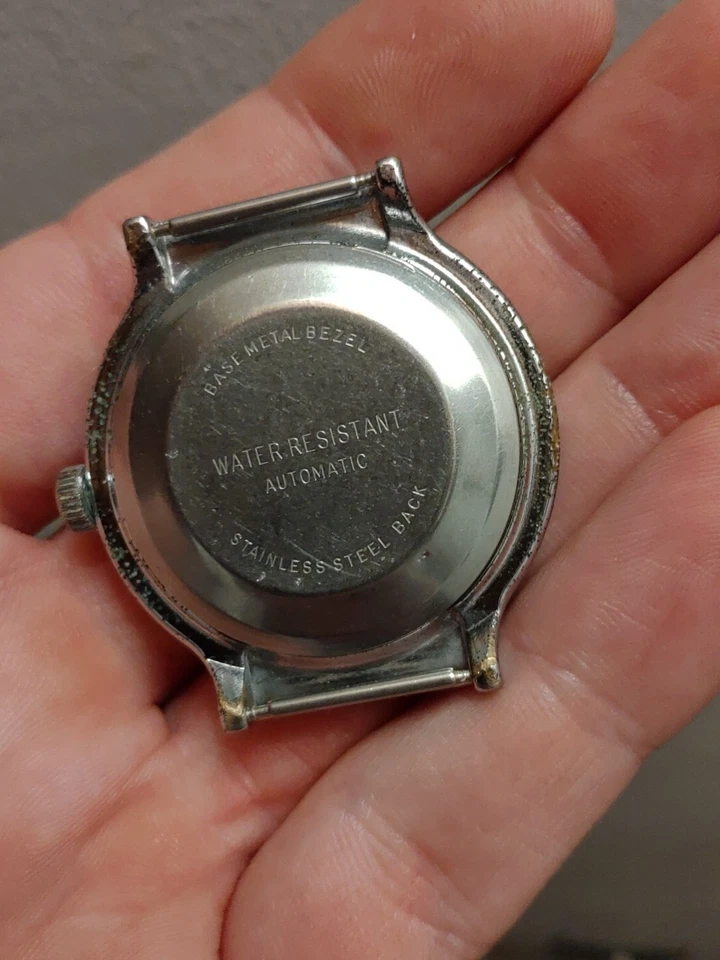 BASE METAL BEZEL
WATER RESISTANT
AUTOMATIC
STAINLESS STEEL BACK